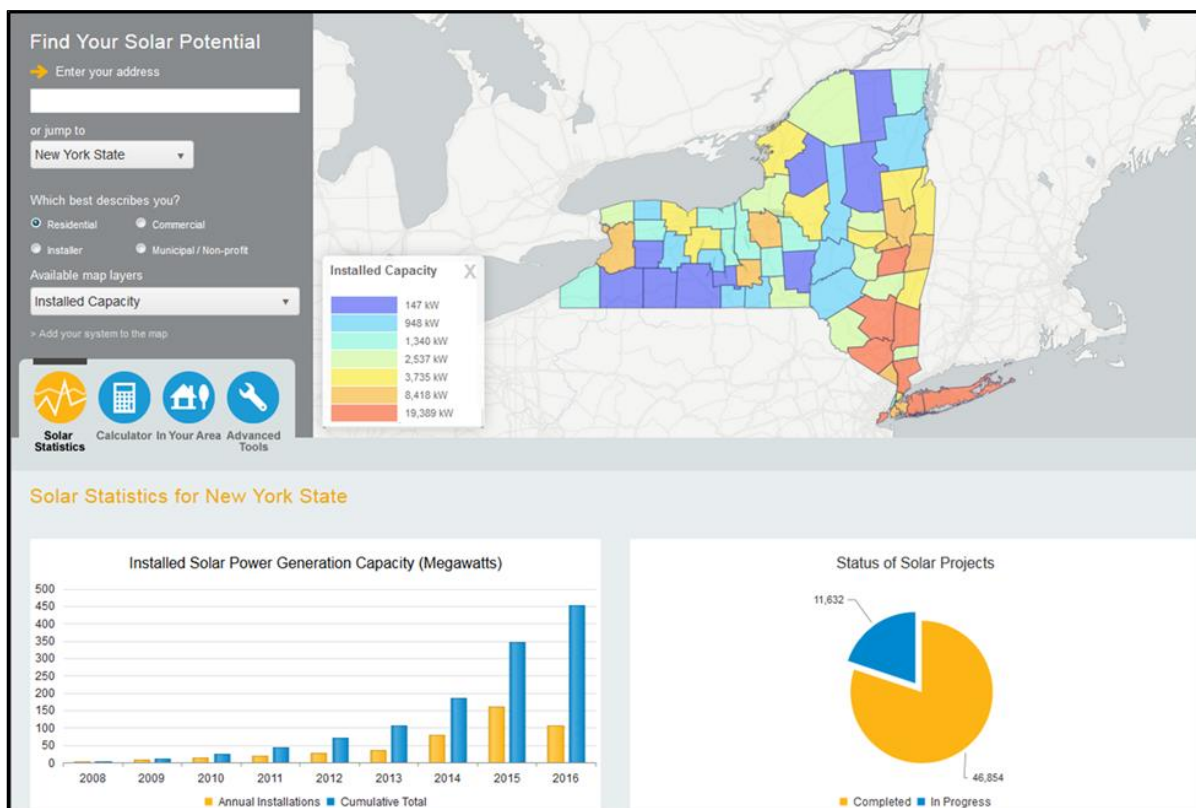 Find Your Solar Potential
Enter your address
or jump to
New York State
Which best describes you?
Residential Commercial
Installer Municipal / Non-profit
Available map layers
Installed Capacity
> Add your system to the map
Solar Statistics
Calculator
In Your Area
Advanced Tools
Installed Capacity X
147 kW
948 kW
1,340 kW
2,537 kW
3,735 kW
8,418 kW
19,389 kW
Solar Statistics for New York State
Installed Solar Power Generation Capacity (Megawatts)
500
450
400
350
300
250
200
150
100
50
0
2008 2009 2010 2011 2012 2013 2014 2015 2016
Annual Installations Cumulative Total
Status of Solar Projects
11,632
46,854
Completed In Progress